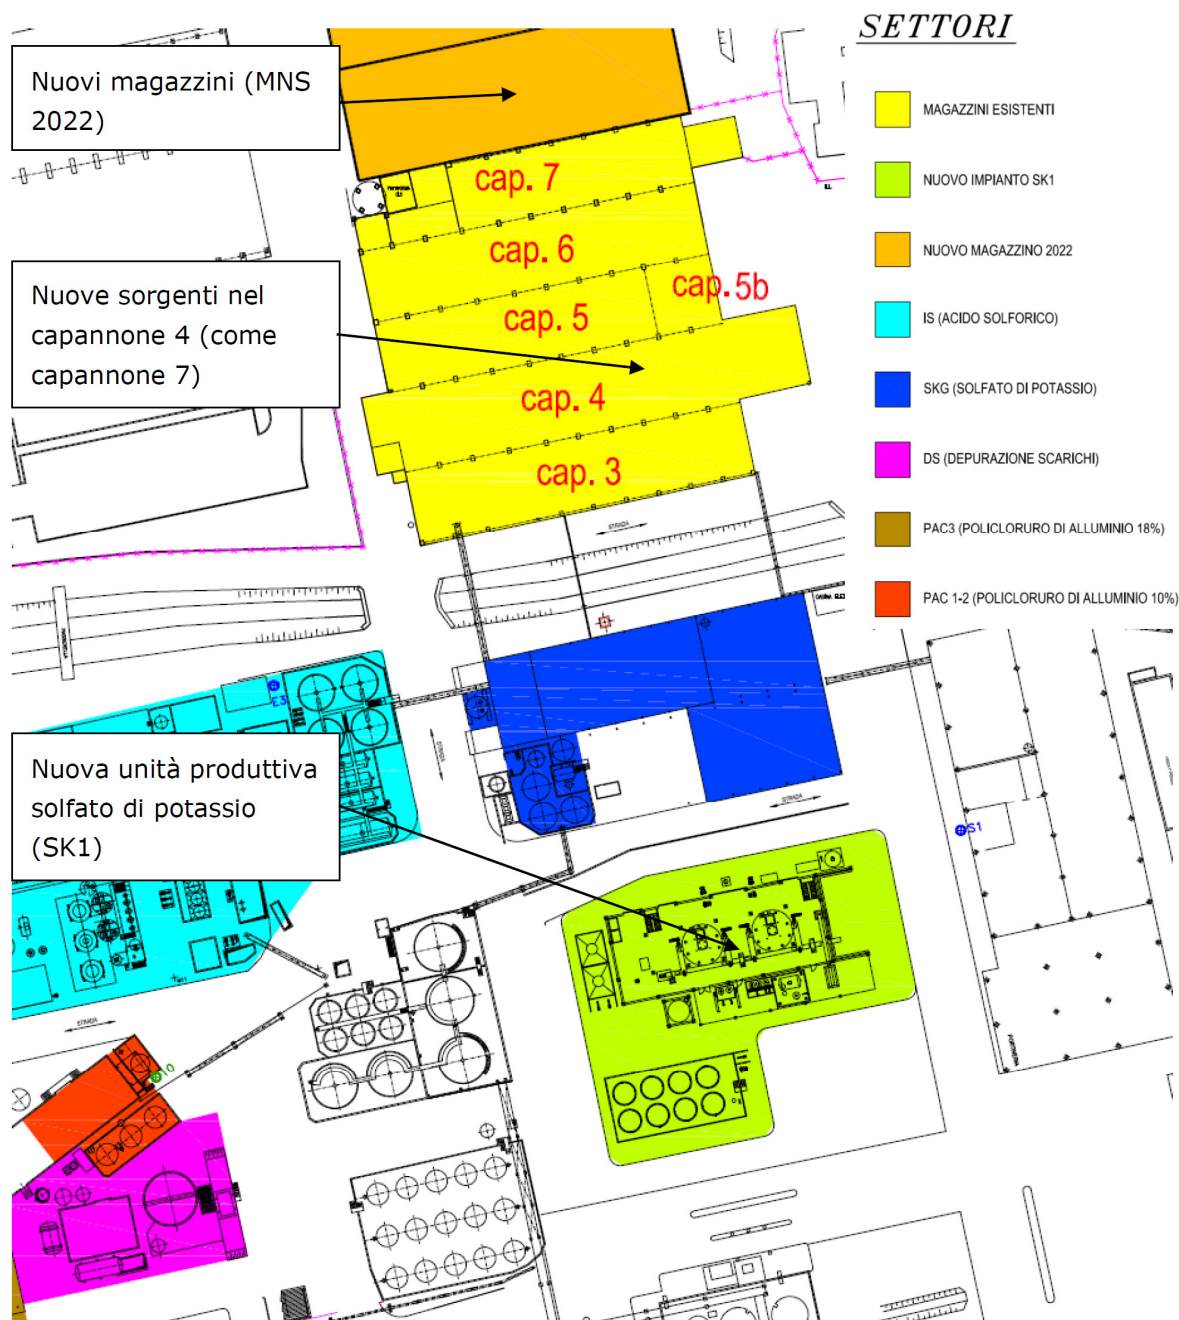 SETTORI
Nuovi magazzini (MNS
2022)
MAGAZZINI ESISTENTI
NUOVO IMPIANTO SK1
NUOVO MAGAZZINO 2022
IS (ACIDO SOLFORICO)
SKG (SOLFATO DI POTASSIO)
DS (DEPURAZIONE SCARICHI)
PAC3 (POLICLORURO DI ALLUMINIO 18%)
PAC 1-2 (POLICLORURO DI ALLUMINIO 10%)
cap. 7
cap. 6
cap. 5b
cap. 5
Nuove sorgenti nel
capannone 4 (come
capannone 7)
cap. 4
cap. 3
STRADA
E3
STRADA
Nuova unità produttiva
solfato di potassio
(SK1)
STRADA
S1
STRADA
PORTINERIA